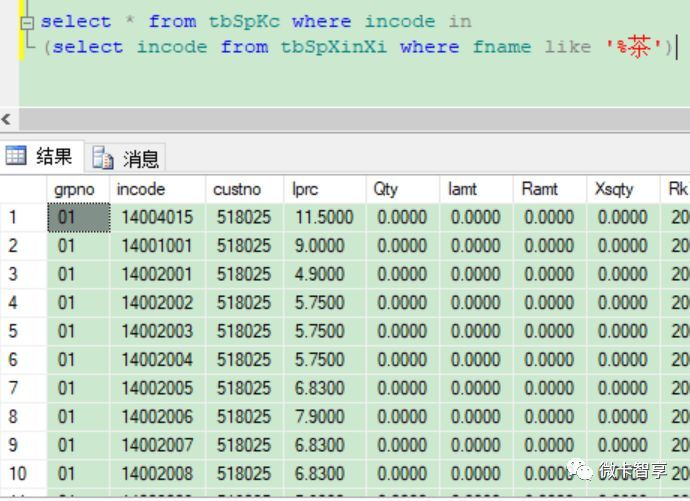 select * from tbSpKc where incode in
(select incode from tbSpXinXi where fname like '%茶')
结果 消息
grpno incode custno Iprc Qty Iamt Ramt Xsqty Rk
1 01 14004015 518025 11.5000 0.0000 0.0000 0.0000 0.0000 20
2 01 14001001 518025 9.0000 0.0000 0.0000 0.0000 0.0000 20
3 01 14002001 518025 4.9000 0.0000 0.0000 0.0000 0.0000 20
4 01 14002002 518025 5.7500 0.0000 0.0000 0.0000 0.0000 20
5 01 14002003 518025 5.7500 0.0000 0.0000 0.0000 0.0000 20
6 01 14002004 518025 5.7500 0.0000 0.0000 0.0000 0.0000 20
7 01 14002005 518025 6.8300 0.0000 0.0000 0.0000 0.0000 20
8 01 14002006 518025 7.9000 0.0000 0.0000 0.0000 0.0000 20
9 01 14002007 518025 6.8300 0.0000 0.0000 0.0000 0.0000 20
10 01 14002008 518025 6.8300 0.0000 0.0000 0.0000
微卡智享